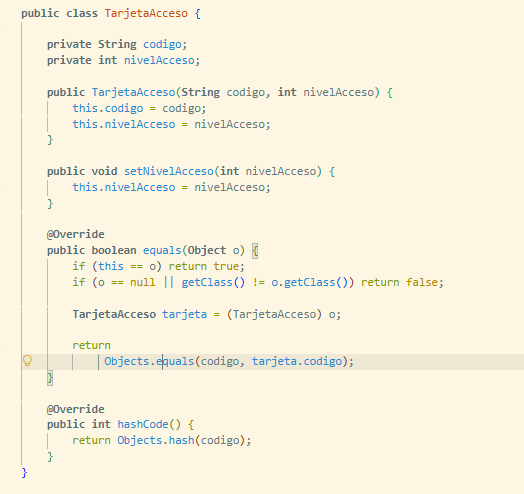 public class TarjetaAcceso {
private String codigo;
private int nivelAcceso;
public TarjetaAcceso(String codigo, int nivelAcceso) {
this.codigo = codigo;
this.nivelAcceso = nivelAcceso;
}
public void setNivelAcceso(int nivelAcceso) {
this.nivelAcceso = nivelAcceso;
}
@Override
public boolean equals(Object o) {
if (this == o) return true;
if (o == null || getClass() != o.getClass()) return false;
TarjetaAcceso tarjeta = (TarjetaAcceso) o;
return
Objects.equals(codigo, tarjeta.codigo);
}
@Override
public int hashCode() {
return Objects.hash(codigo);
}
}